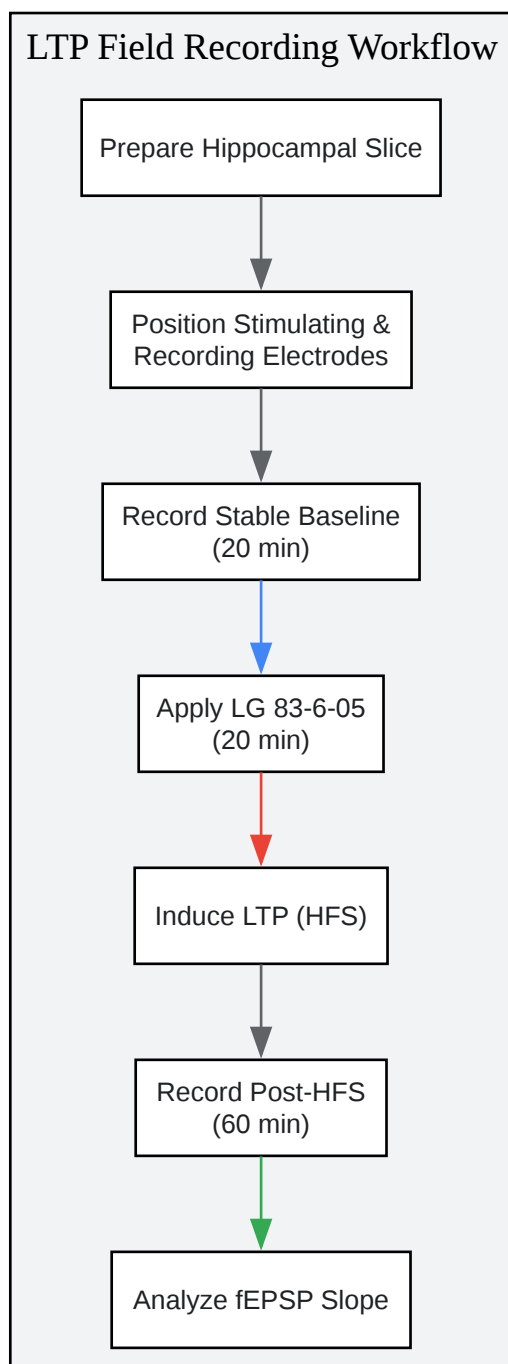 LTP Field Recording Workflow
Prepare Hippocampal Slice
Position Stimulating &
Recording Electrodes
Record Stable Baseline
(20 min)
Apply LG 83-6-05
(20 min)
Induce LTP (HFS)
Record Post-HFS
(60 min)
Analyze fEPSP Slope